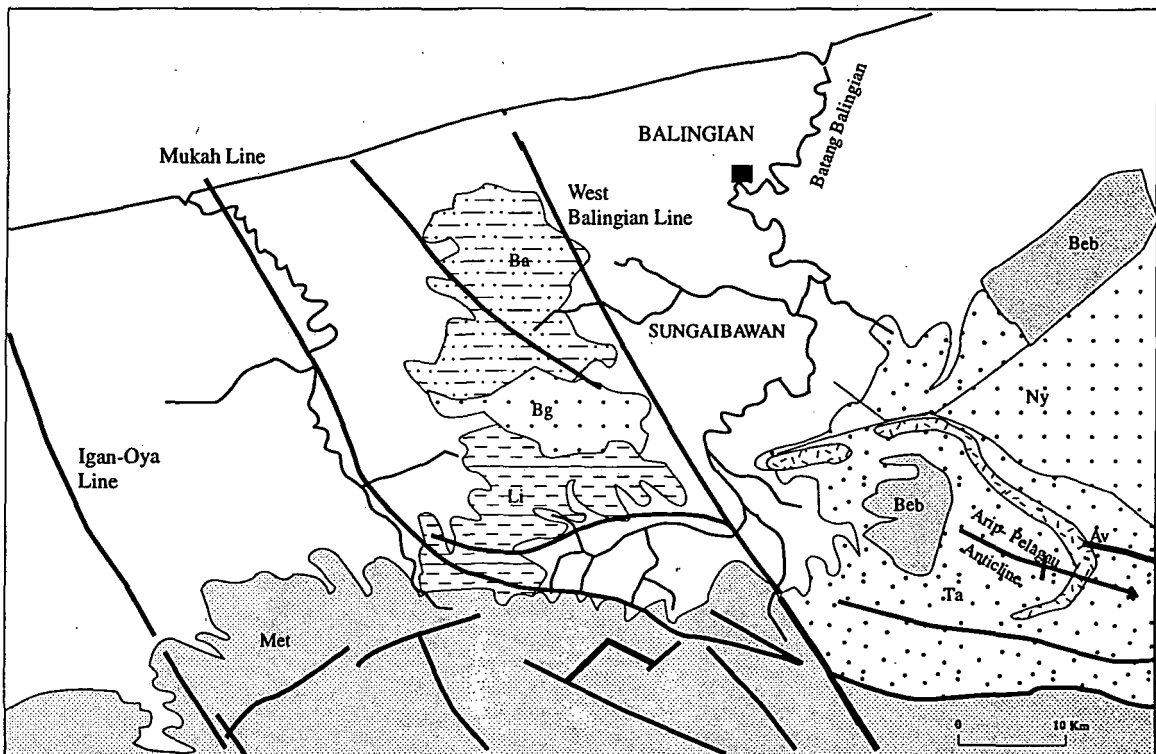 BALINGIAN
Batang Balingian
Mukah Line
West
Balingian Line
Beb
Ba
SUNGAIBAWAN
Ny
Bg
Igan-Oya
Line
Li
Beb
Arip- Pelagau
Anticline
Av
Ta
Met
0 10 Km